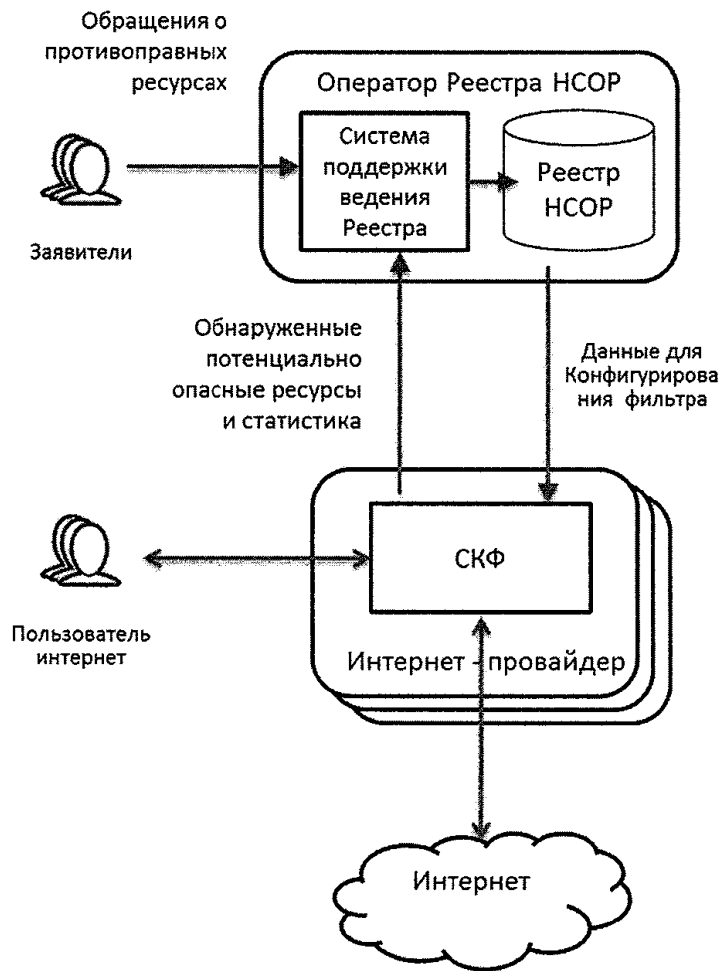 Обращения о
противоправных
ресурсах
Оператор Реестра НСОР
Система
поддержки
ведения
Реестра
Реестр
НСОР
Заявители
Обнаруженные
потенциально
опасные ресурсы
и статистика
Данные для
Конфигурирова
ния фильтра
СКФ
Пользователь
интернет
Интернет - провайдер
Интернет